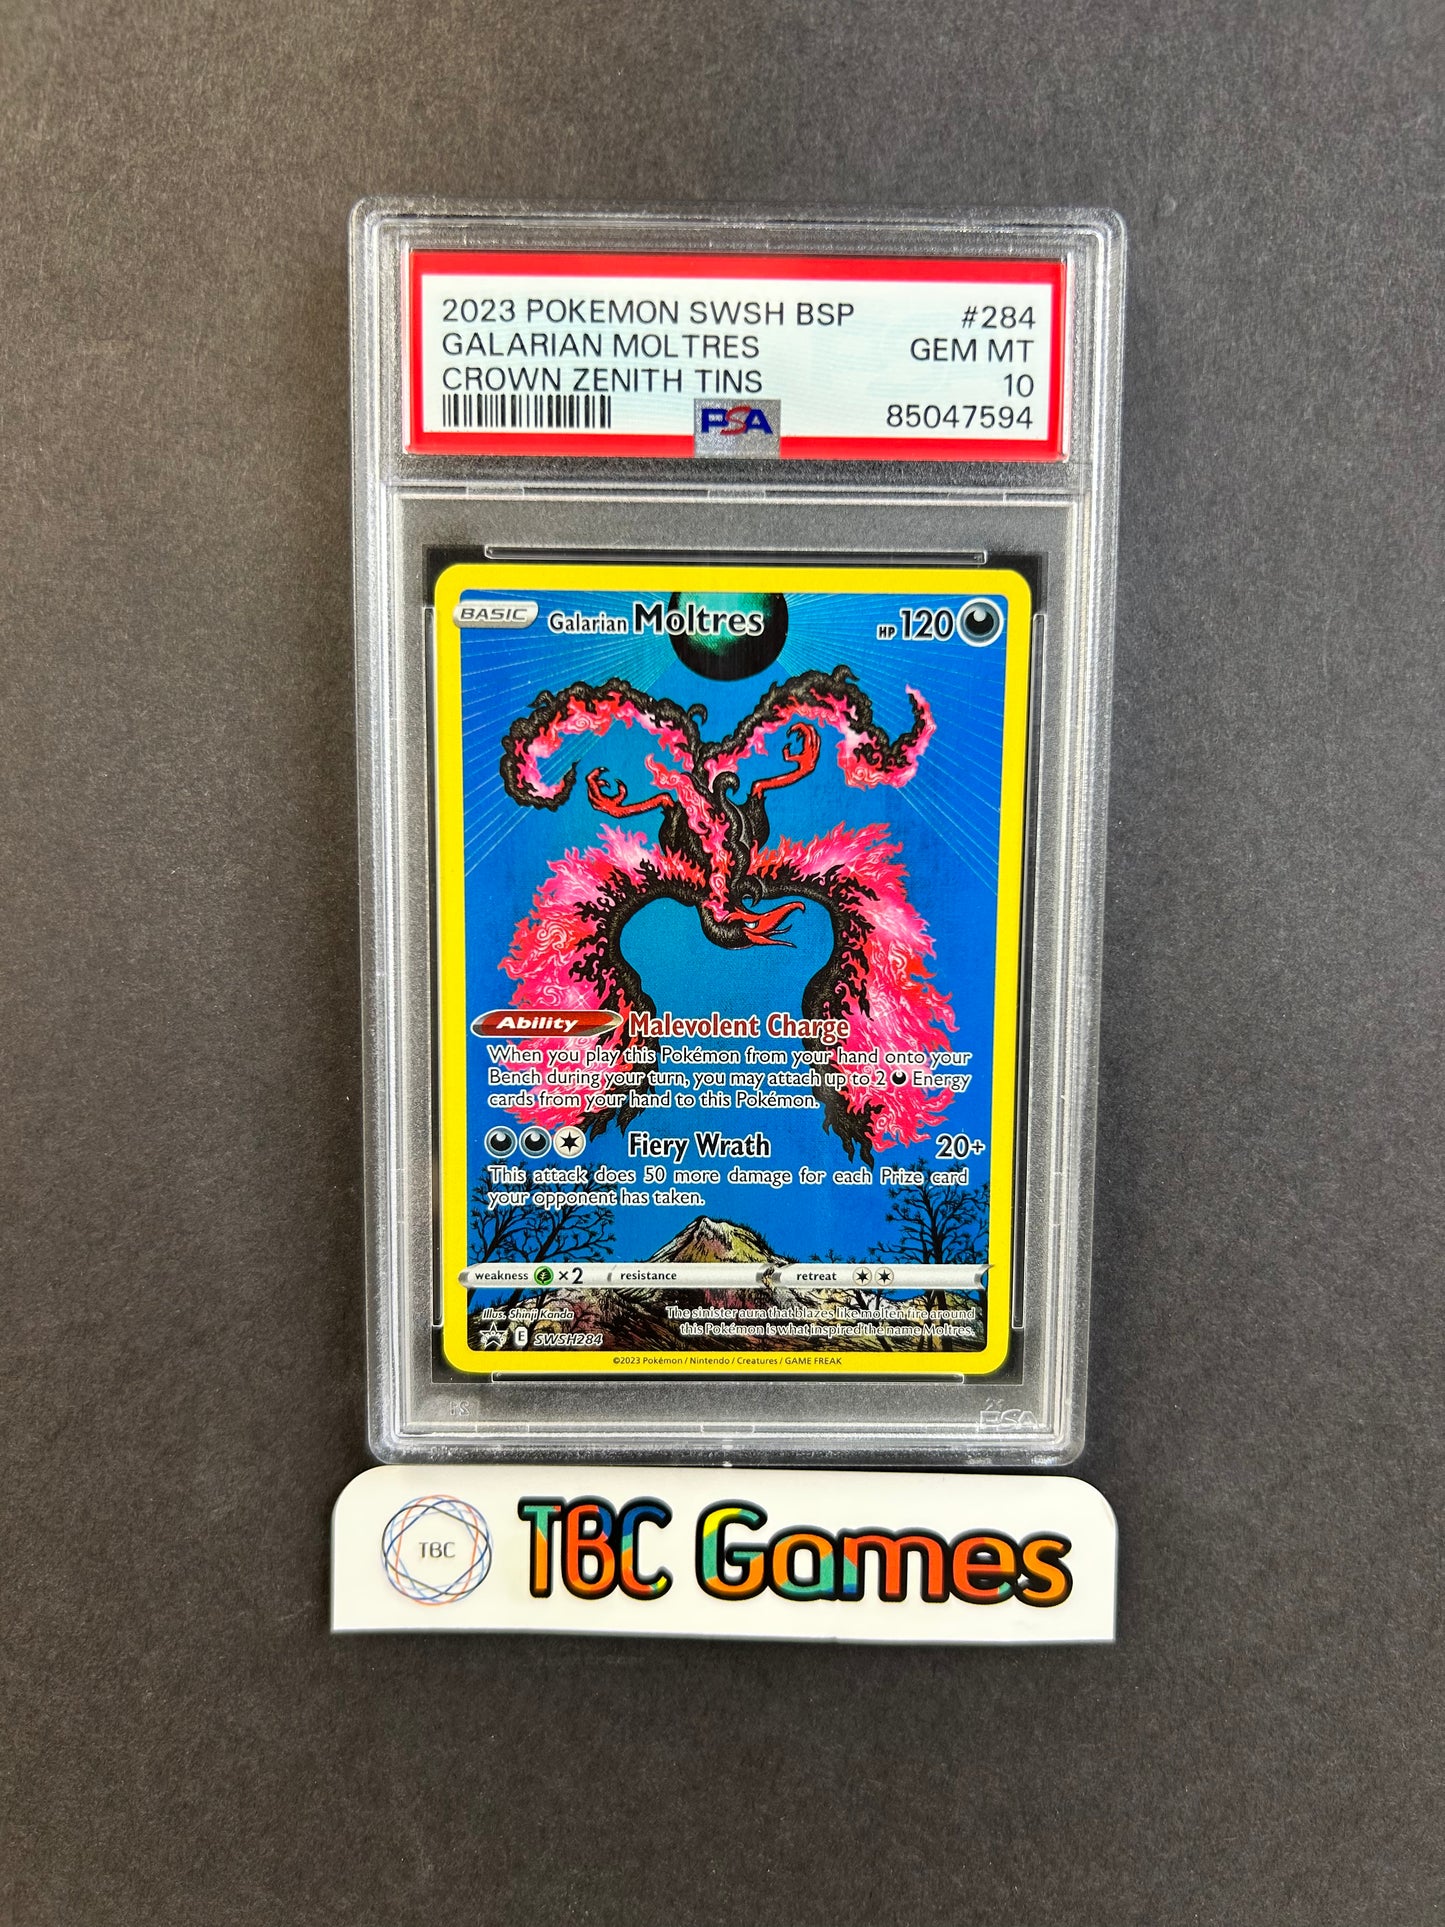 2023 POKEMON SWSH BSP #284
GALARIAN MOLTRES GEM MT
CROWN ZENITH TINS 10
PSA 85047594
BASIC Galarian Moltres HP 120
Ability Malevolent Charge
When you play this Pokémon from your hand onto your
Bench during your turn, you may attach up to 2 Energy
cards from your hand to this Pokémon.
Fiery Wrath 20+
This attack does 50 more damage for each Prize card
your opponent has taken.
weakness ×2 resistance retreat
Illus. Shinji Kanda
The sinister aura that blazes like molten fire around
this Pokémon is what inspired the name Moltres.
E SWSH284
©2023 Pokémon / Nintendo / Creatures / GAME FREAK
PSA
TBC TBC Games